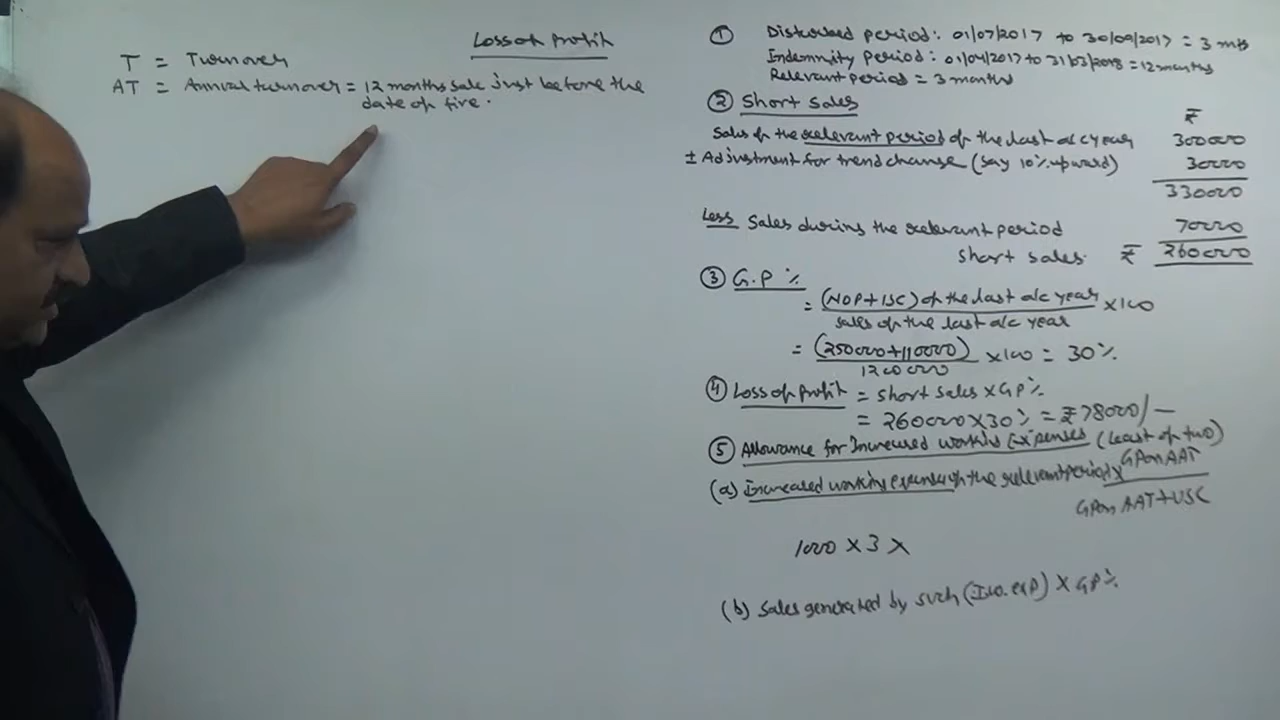 Loss of Profit
T = Turnover
AT = Annual turnover = 12 months sale just before the
date of fire.
① Disturbed period: 01/07/2017 to 30/09/2017 = 3 mths
Indemnity period: 01/04/2017 to 31/03/2018 = 12 months
Relevant period = 3 months
② Short Sales ₹
Sales of the relevant period of the last a/c year 300000
± Adjustment for trend change (Say 10% upward) 30000
330000
Less Sales during the relevant period 70000
short sales. ₹ 260000
③ G.P %
= (NOP+ISC) of the last a/c year ×100
sales of the last a/c year
= (250000+110000) ×100 = 30%
1200000
④ Loss of Profit = short sales × GP%
= 260000×30% = ₹78000/-
⑤ Allowance for Increased working Expenses (Least of two)
(a) Increased working expenses of the relevant period × GP on AAT
GP on AAT+USC
1000 × 3 ×
(b) Sales generated by such (Inc. exp) × GP%